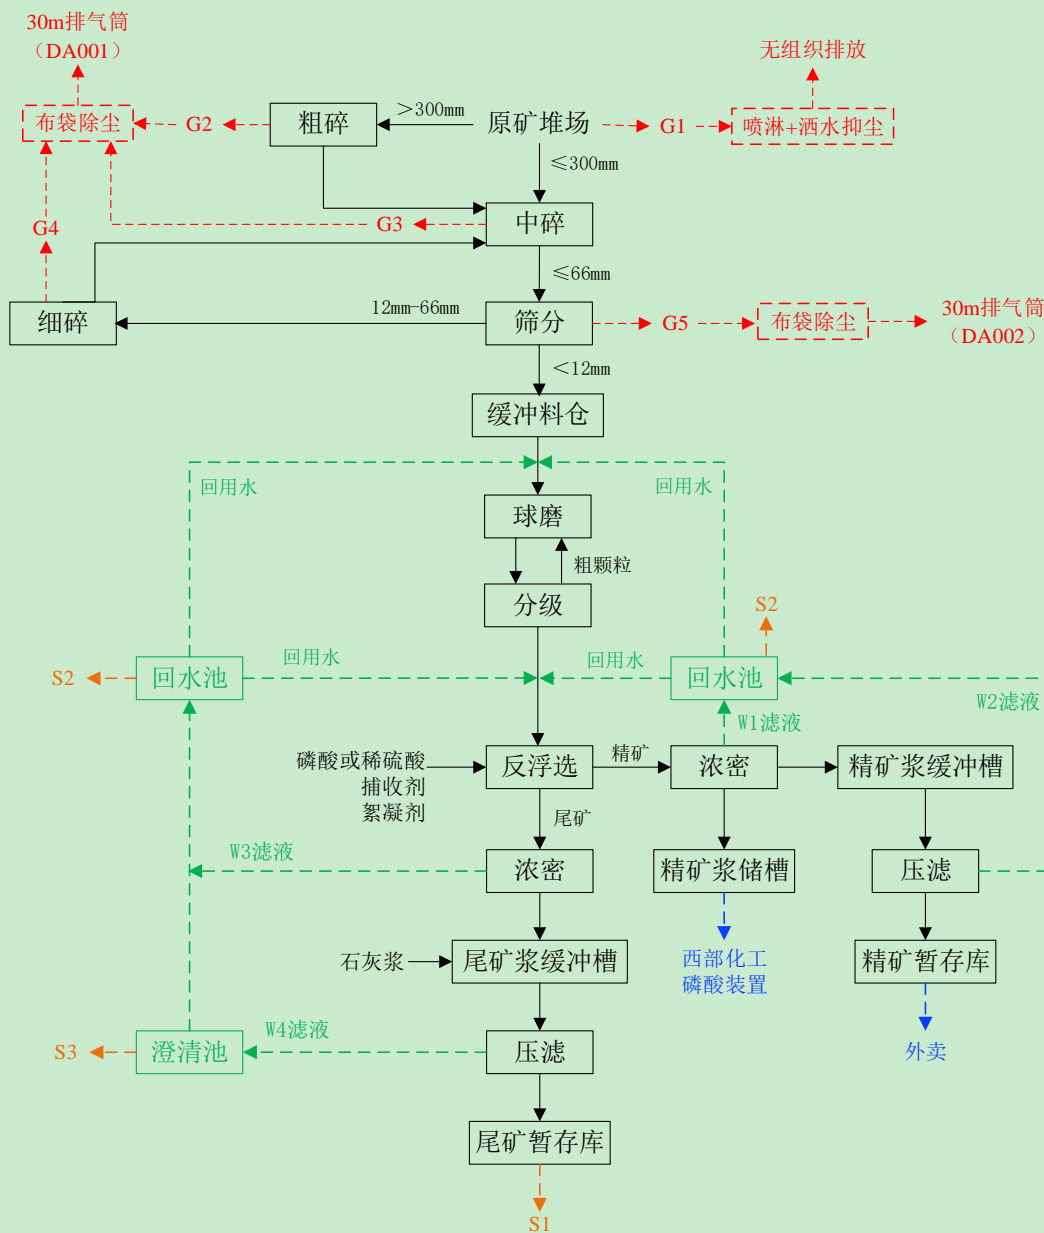 30m排气筒
（DA001）
无组织排放
布袋除尘
G2
粗碎
＞300mm
原矿堆场
G1
喷淋+洒水抑尘
≤300mm
G4
G3
中碎
≤66mm
细碎
12mm-66mm
筛分
G5
布袋除尘
30m排气筒
（DA002）
＜12mm
缓冲料仓
回用水
回用水
球磨
粗颗粒
分级
S2
S2
回水池
回用水
回用水
回水池
W2滤液
W1滤液
磷酸或稀硫酸
捕收剂
絮凝剂
反浮选
精矿
浓密
精矿浆缓冲槽
尾矿
W3滤液
浓密
精矿浆储槽
压滤
石灰浆
尾矿浆缓冲槽
西部化工
磷酸装置
精矿暂存库
S3
澄清池
W4滤液
压滤
外卖
尾矿暂存库
S1